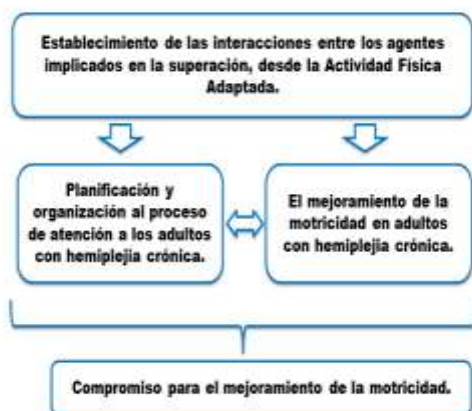 Establecimiento de las interacciones entre los agentes
implicados en la superación, desde la Actividad Física
Adaptada.
Planificación y
organización al proceso
de atención a los adultos
con hemiplejia crónica.
El mejoramiento de la
motricidad en adultos
con hemiplejia crónica.
Compromiso para el mejoramiento de la motricidad.